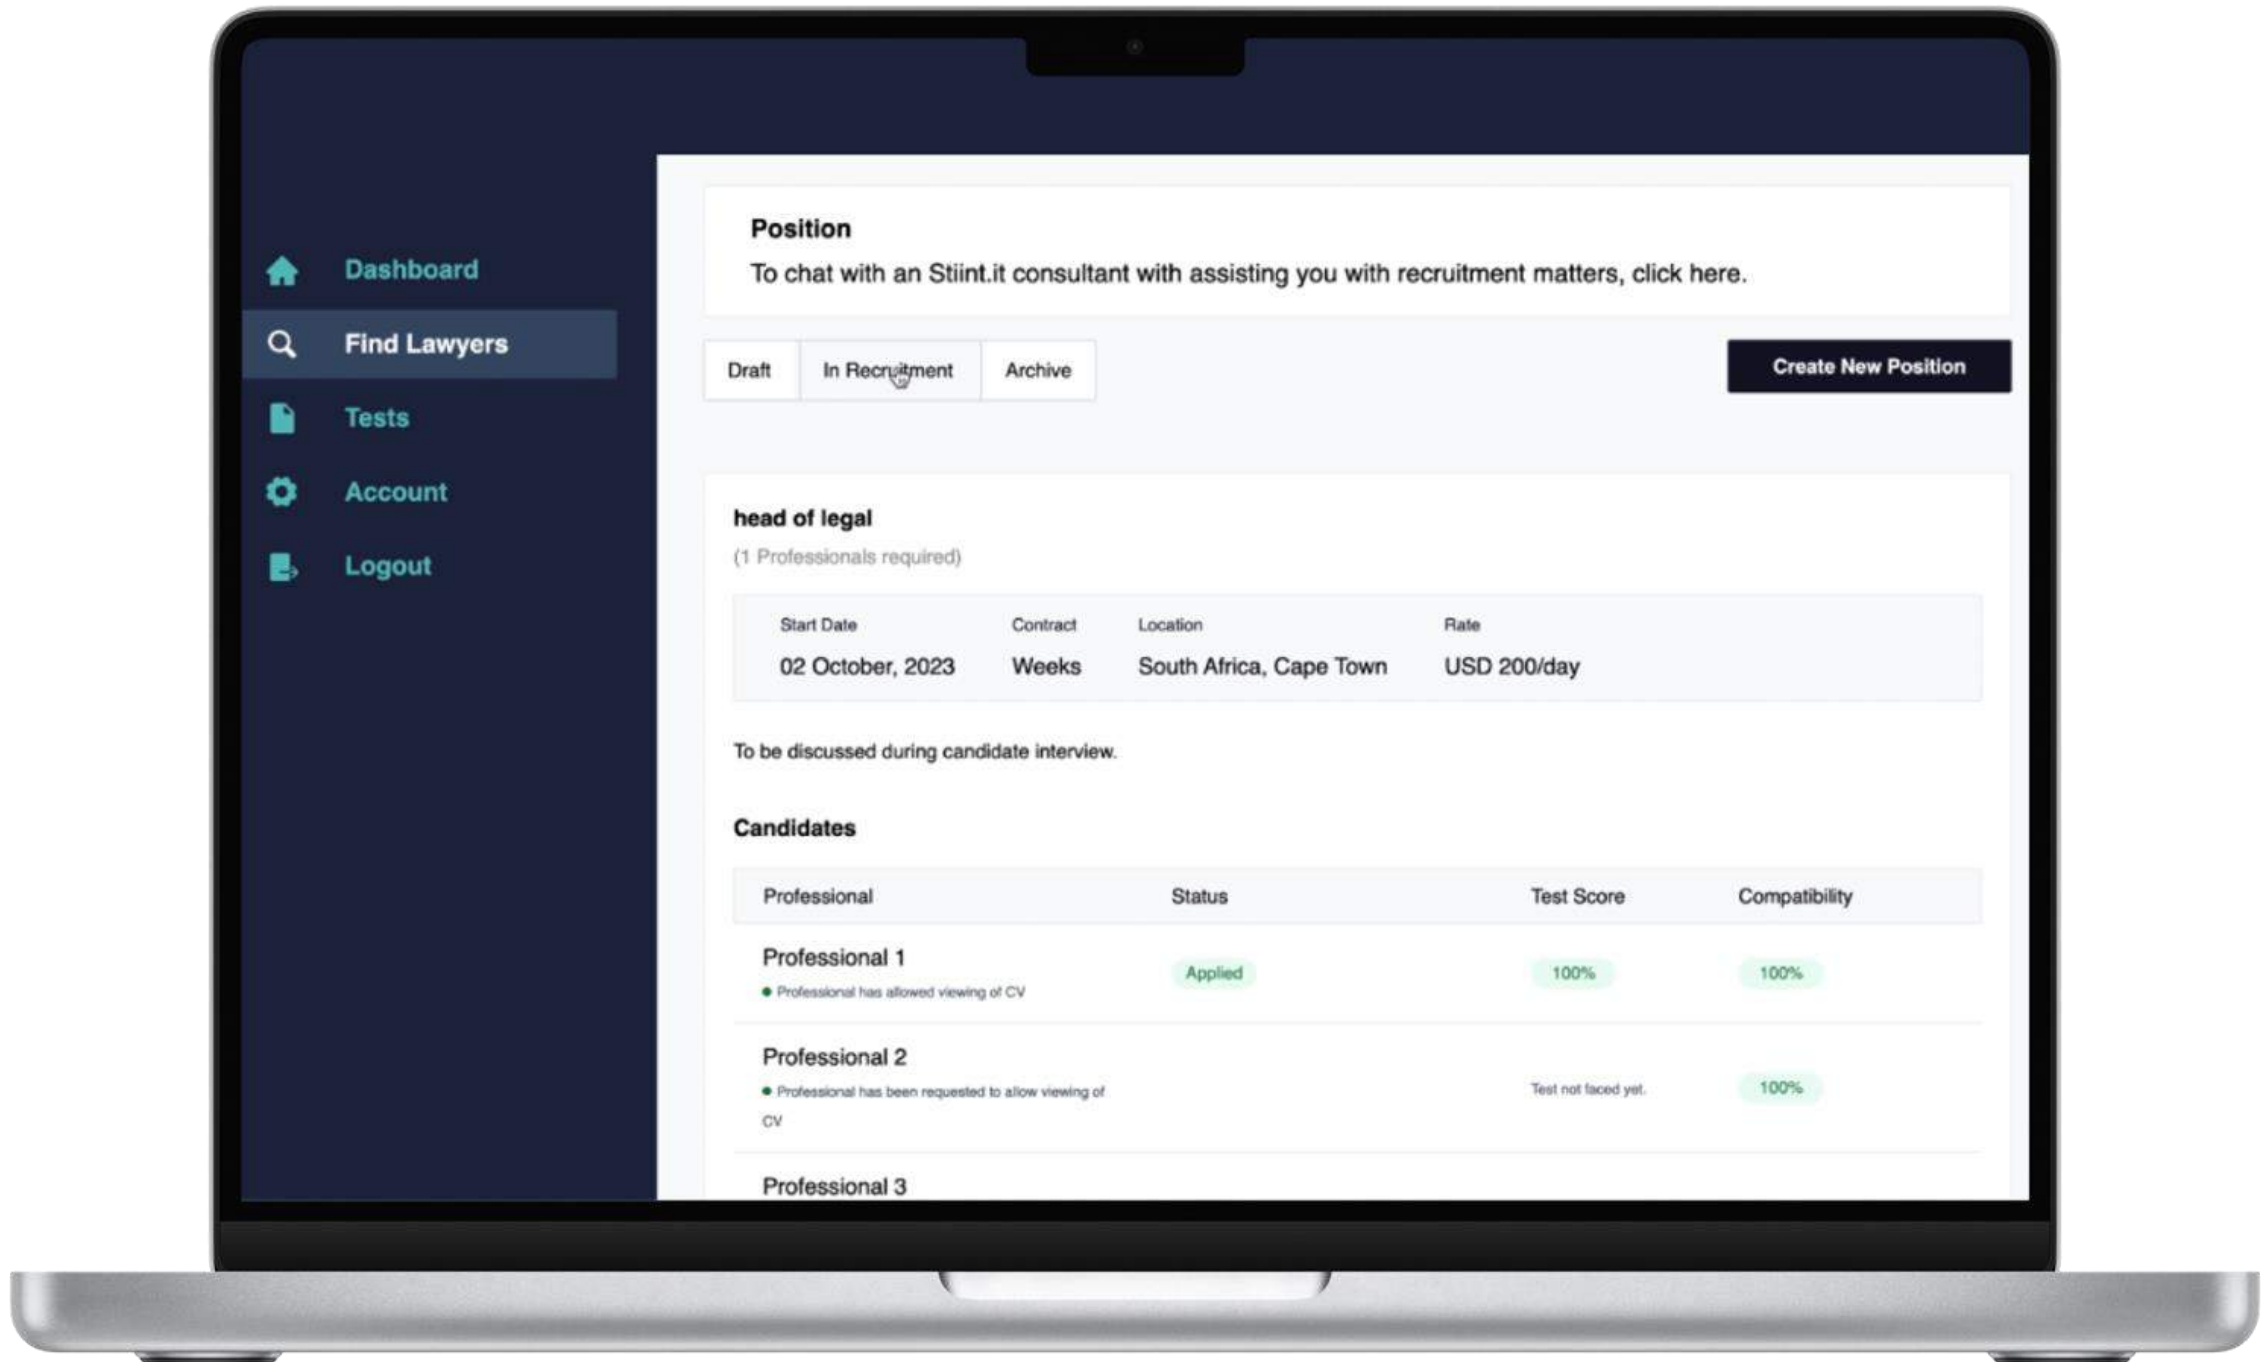 Dashboard
Find Lawyers
Tests
Account
Logout
Position
To chat with an Stiint.it consultant with assisting you with recruitment matters, click here.
Draft
In Recruitment
Archive
Create New Position
head of legal
(1 Professionals required)
Start Date Contract Location Rate
02 October, 2023 Weeks South Africa, Cape Town USD 200/day
To be discussed during candidate interview.
Candidates
Professional Status Test Score Compatibility
Professional 1
Applied 100% 100%
Professional has allowed viewing of CV
Professional 2
Professional has been requested to allow viewing of
CV
Test not faced yet. 100%
Professional 3